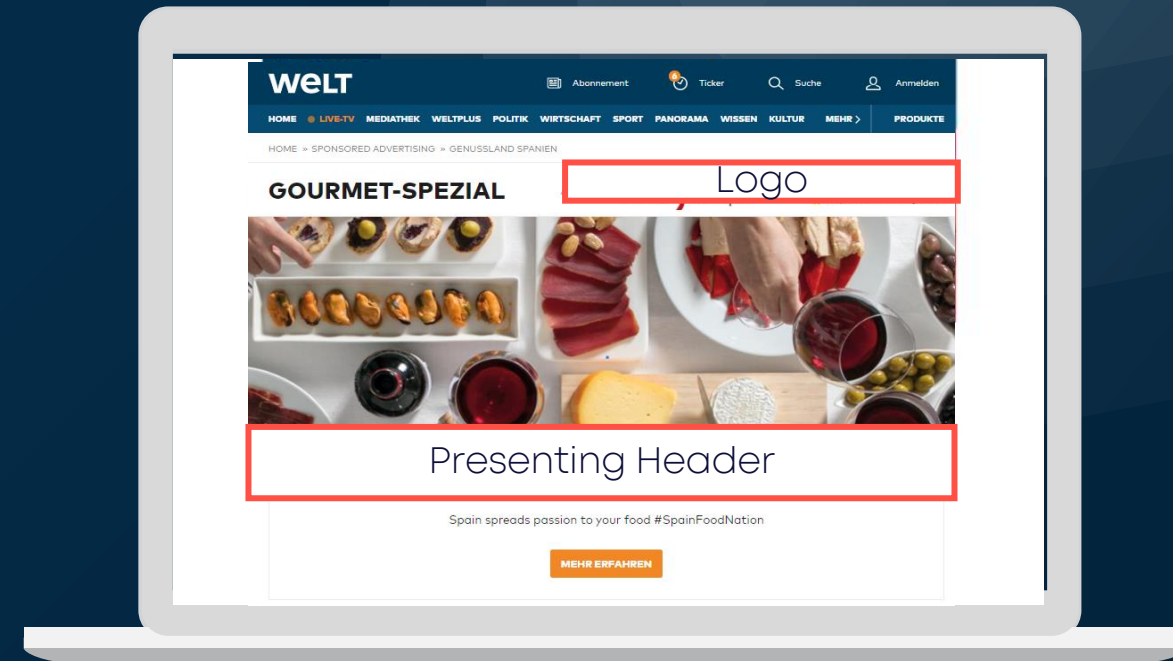 WELT
Abonnement 6 Ticker Suche Anmelden
HOME LIVE-TV MEDIATHEK WELTPLUS POLITIK WIRTSCHAFT SPORT PANORAMA WISSEN KULTUR MEHR > PRODUKTE
HOME » SPONSORED ADVERTISING » GENUSSLAND SPANIEN
GOURMET-SPEZIAL
Logo
Presenting Header
Spain spreads passion to your food #SpainFoodNation
MEHR ERFAHREN